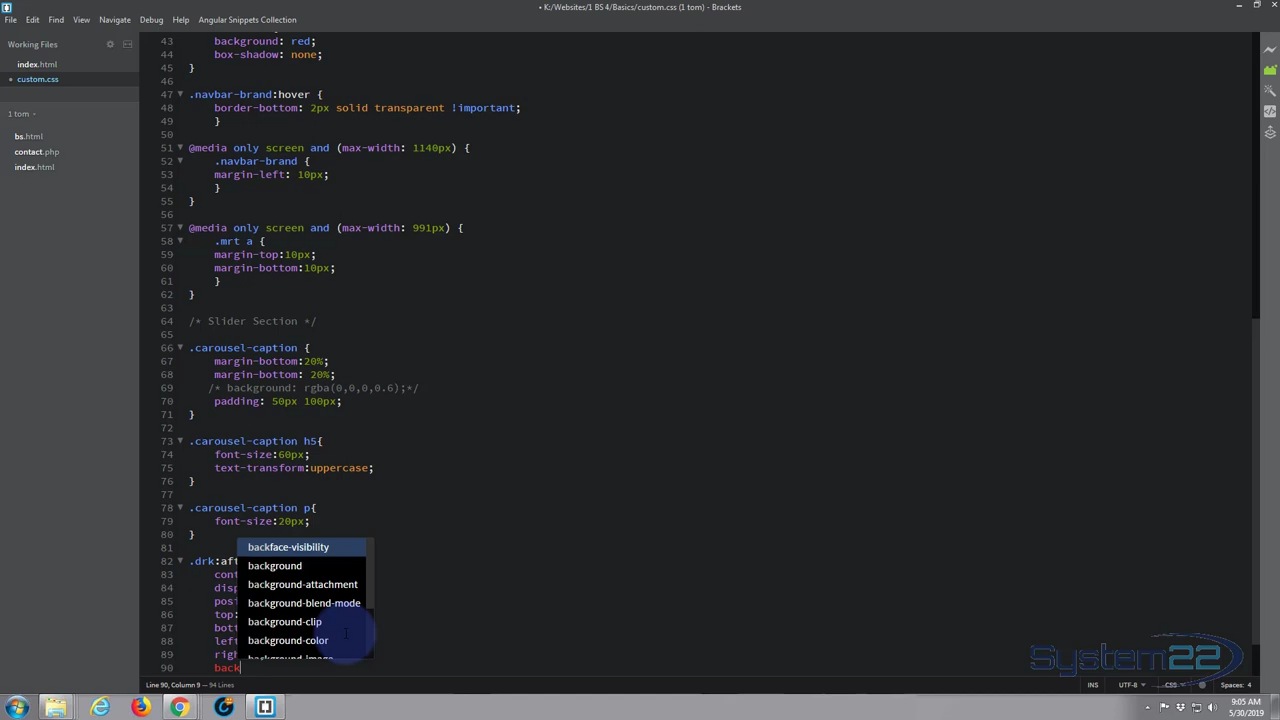 • K:/Websites/1 BS 4/Basics/custom.css (1 tom) - Brackets
File Edit Find View Navigate Debug Help Angular Snippets Collection
Working Files
index.html
• custom.css
1 tom
bs.html
contact.php
index.html
43 background: red;
44 box-shadow: none;
45 }
46
47 .navbar-brand:hover {
48 border-bottom: 2px solid transparent !important;
49 }
50
51 @media only screen and (max-width: 1140px) {
52 .navbar-brand {
53 margin-left: 10px;
54 }
55 }
56
57 @media only screen and (max-width: 991px) {
58 .mrt a {
59 margin-top:10px;
60 margin-bottom:10px;
61 }
62 }
63
64 /* Slider Section */
65
66 .carousel-caption {
67 margin-bottom:20%;
68 margin-bottom: 20%;
69 /* background: rgba(0,0,0,0.6);*/
70 padding: 50px 100px;
71 }
72
73 .carousel-caption h5{
74 font-size:60px;
75 text-transform:uppercase;
76 }
77
78 .carousel-caption p{
79 font-size:20px;
80 }
81
82 .drk:af
83 con
84 disp
85 posi
86 top:
87 bott
88 left
89 righ
90 back
backface-visibility
background
background-attachment
background-blend-mode
background-clip
background-color
background-image
System22
Line 90, Column 9 — 94 Lines
INS UTF-8 CSS Spaces: 4
9:05 AM
5/30/2019